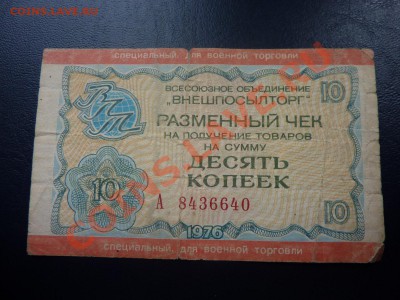 COINS.LAVE.RU
специальный для военной торговли
ВСЕСОЮЗНОЕ ОБЪЕДИНЕНИЕ
"ВНЕШПОСЫЛТОРГ"
10
ВПТ
РАЗМЕННЫЙ ЧЕК
НА ПОЛУЧЕНИЕ ТОВАРОВ
НА СУММУ
ДЕСЯТЬ
КОПЕЕК
10
А 8436640
10
1976
специальный для военной торговли